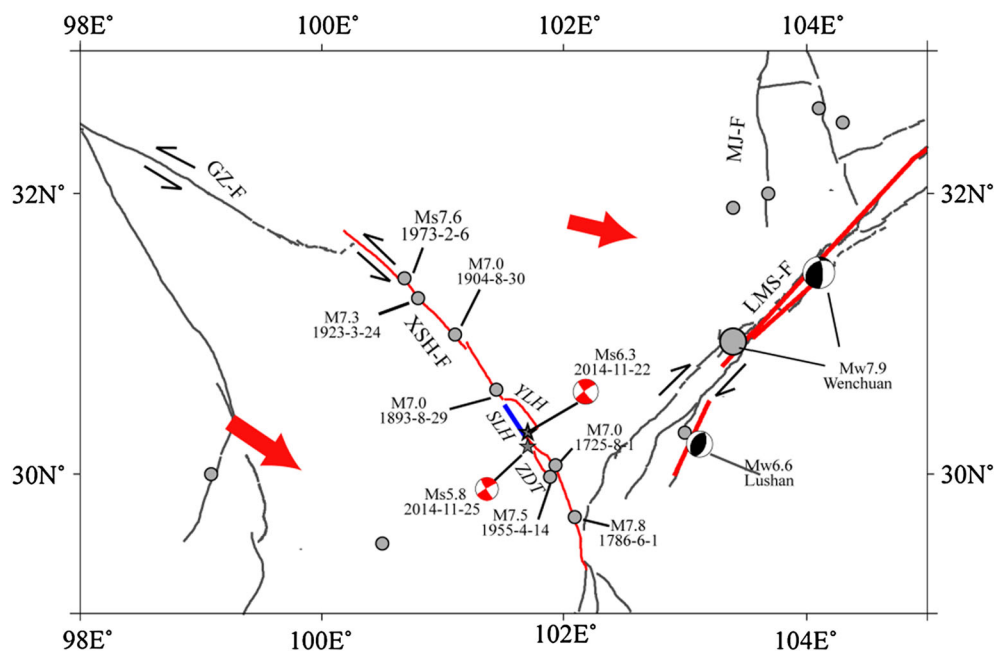 98E° 100E° 102E° 104E°
32N° 32N°
30N° 30N°
GZ-F
MJ-F
Ms7.6
1973-2-6
M7.0
1904-8-30
M7.3
1923-3-24
XSH-F
LMS-F
Ms6.3
2014-11-22
Mw7.9
Wenchuan
M7.0
1893-8-29
YLH
SLH
M7.0
1725-8-1
ZDT
Mw6.6
Lushan
Ms5.8
2014-11-25
M7.5
1955-4-14
M7.8
1786-6-1
98E° 100E° 102E° 104E°